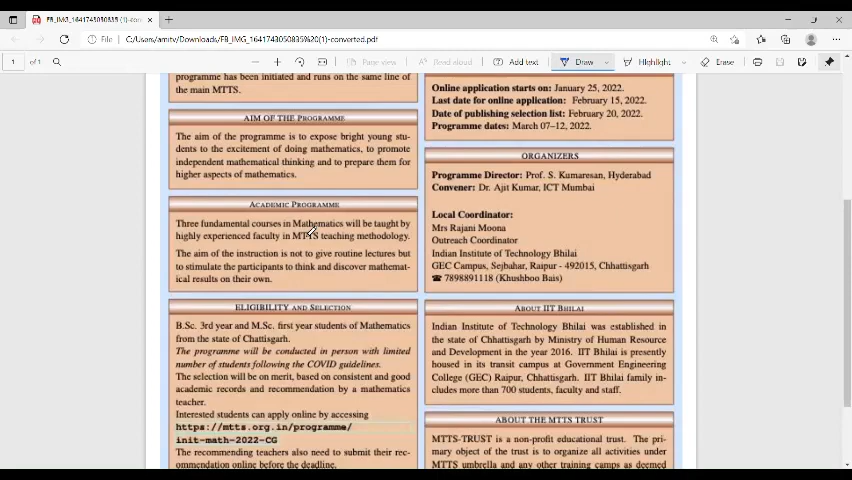 FB_IMG_1641743050835 (1)-conv
File
C:/Users/amitv/Downloads/FB_IMG_1641743050835%20(1)-converted.pdf
1 of 1
Page view
Read aloud
Add text
Draw
Highlight
Erase
programme has been initiated and runs on the same line of
the main MTTS.
AIM OF THE PROGRAMME
The aim of the programme is to expose bright young stu-
dents to the excitement of doing mathematics, to promote
independent mathematical thinking and to prepare them for
higher aspects of mathematics.
ACADEMIC PROGRAMME
Three fundamental courses in Mathematics will be taught by
highly experienced faculty in MTTS teaching methodology.
The aim of the instruction is not to give routine lectures but
to stimulate the participants to think and discover mathemat-
ical results on their own.
ELIGIBILITY AND SELECTION
B.Sc. 3rd year and M.Sc. first year students of Mathematics
from the state of Chattisgarh.
The programme will be conducted in person with limited
number of students following the COVID guidelines.
The selection will be on merit, based on consistent and good
academic records and recommendation by a mathematics
teacher.
Interested students can apply online by accessing
https://mtts.org.in/programme/
init-math-2022-CG
The recommending teachers also need to submit their rec-
ommendation online before the deadline.
Online application starts on: January 25, 2022.
Last date for online application: February 15, 2022.
Date of publishing selection list: February 20, 2022.
Programme dates: March 07–12, 2022.
ORGANIZERS
Programme Director: Prof. S. Kumaresan, Hyderabad
Convener: Dr. Ajit Kumar, ICT Mumbai
Local Coordinator:
Mrs Rajani Moona
Outreach Coordinator
Indian Institute of Technology Bhilai
GEC Campus, Sejbahar, Raipur - 492015, Chhattisgarh
☎ 7898891118 (Khushboo Bais)
ABOUT IIT BHILAI
Indian Institute of Technology Bhilai was established in
the state of Chhattisgarh by Ministry of Human Resource
and Development in the year 2016. IIT Bhilai is presently
housed in its transit campus at Government Engineering
College (GEC) Raipur, Chhattisgarh. IIT Bhilai family in-
cludes more than 700 students, faculty and staff.
ABOUT THE MTTS TRUST
MTTS-TRUST is a non-profit educational trust. The pri-
mary object of the trust is to organize all activities under
MTTS umbrella and any other training camps as deemed